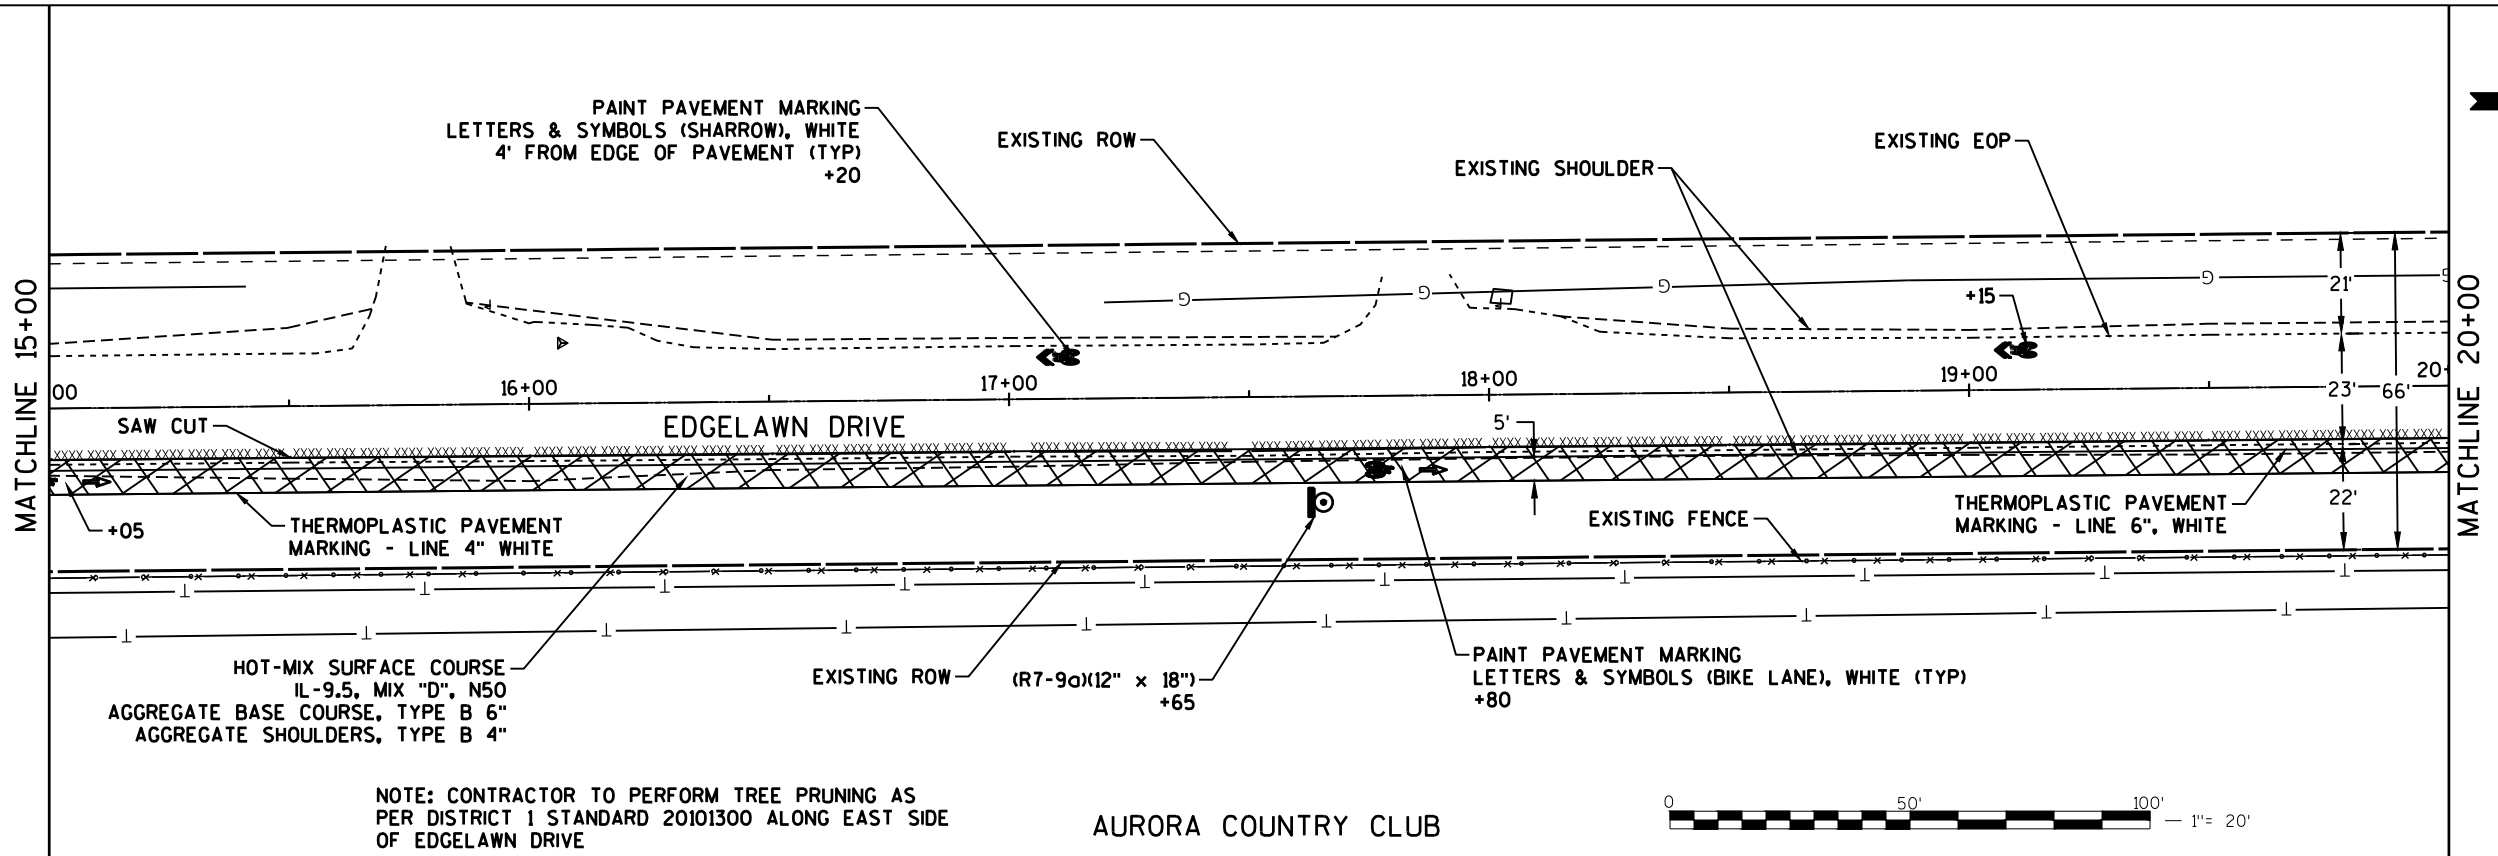 PAINT PAVEMENT MARKING
LETTERS & SYMBOLS (SHARROW), WHITE
4' FROM EDGE OF PAVEMENT (TYP)
+20
EXISTING ROW
EXISTING SHOULDER
EXISTING EOP
+15
G
G
G
G
G
21'
MATCHLINE 15+00
MATCHLINE 20+00
00
16+00
17+00
18+00
19+00
20+
23'
66'
SAW CUT
EDGELAWN DRIVE
5'
+05
THERMOPLASTIC PAVEMENT
MARKING - LINE 4" WHITE
EXISTING FENCE
THERMOPLASTIC PAVEMENT
MARKING - LINE 6", WHITE
22'
HOT-MIX SURFACE COURSE
IL-9.5, MIX "D", N50
AGGREGATE BASE COURSE, TYPE B 6"
AGGREGATE SHOULDERS, TYPE B 4"
EXISTING ROW
(R7-9a)(12" x 18")
+65
PAINT PAVEMENT MARKING
LETTERS & SYMBOLS (BIKE LANE), WHITE (TYP)
+80
NOTE: CONTRACTOR TO PERFORM TREE PRUNING AS
PER DISTRICT 1 STANDARD 20101300 ALONG EAST SIDE
OF EDGELAWN DRIVE
AURORA COUNTRY CLUB
0 50' 100'
1"= 20'